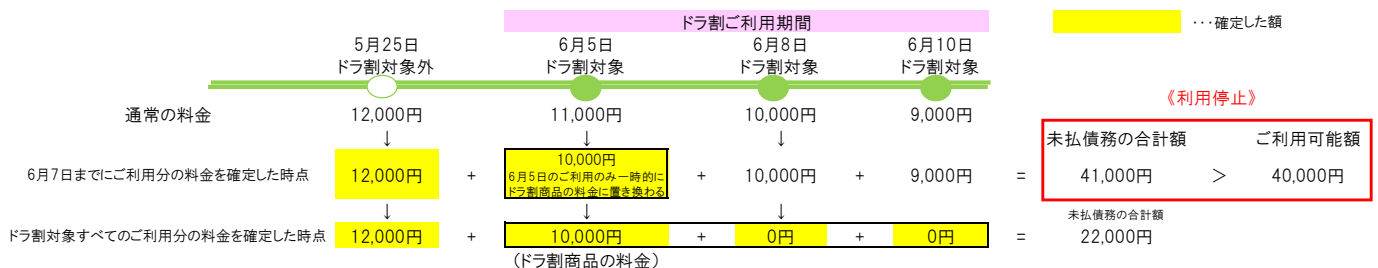 ドラ割ご利用期間
・・・確定した額
5月25日 6月5日 6月8日 6月10日
ドラ割対象外 ドラ割対象 ドラ割対象 ドラ割対象
《利用停止》
通常の料金 12,000円 11,000円 10,000円 9,000円
↓ ↓ ↓
未払債務の合計額 ご利用可能額
6月7日までにご利用分の料金を確定した時点 12,000円 + 10,000円
6月5日のご利用のみ一時的に
ドラ割商品の料金に置き換わる
+ 10,000円 + 9,000円 = 41,000円 > 40,000円
↓ ↓ ↓
未払債務の合計額
ドラ割対象すべてのご利用分の料金を確定した時点 12,000円 + 10,000円 + 0円 + 0円 = 22,000円
(ドラ割商品の料金)